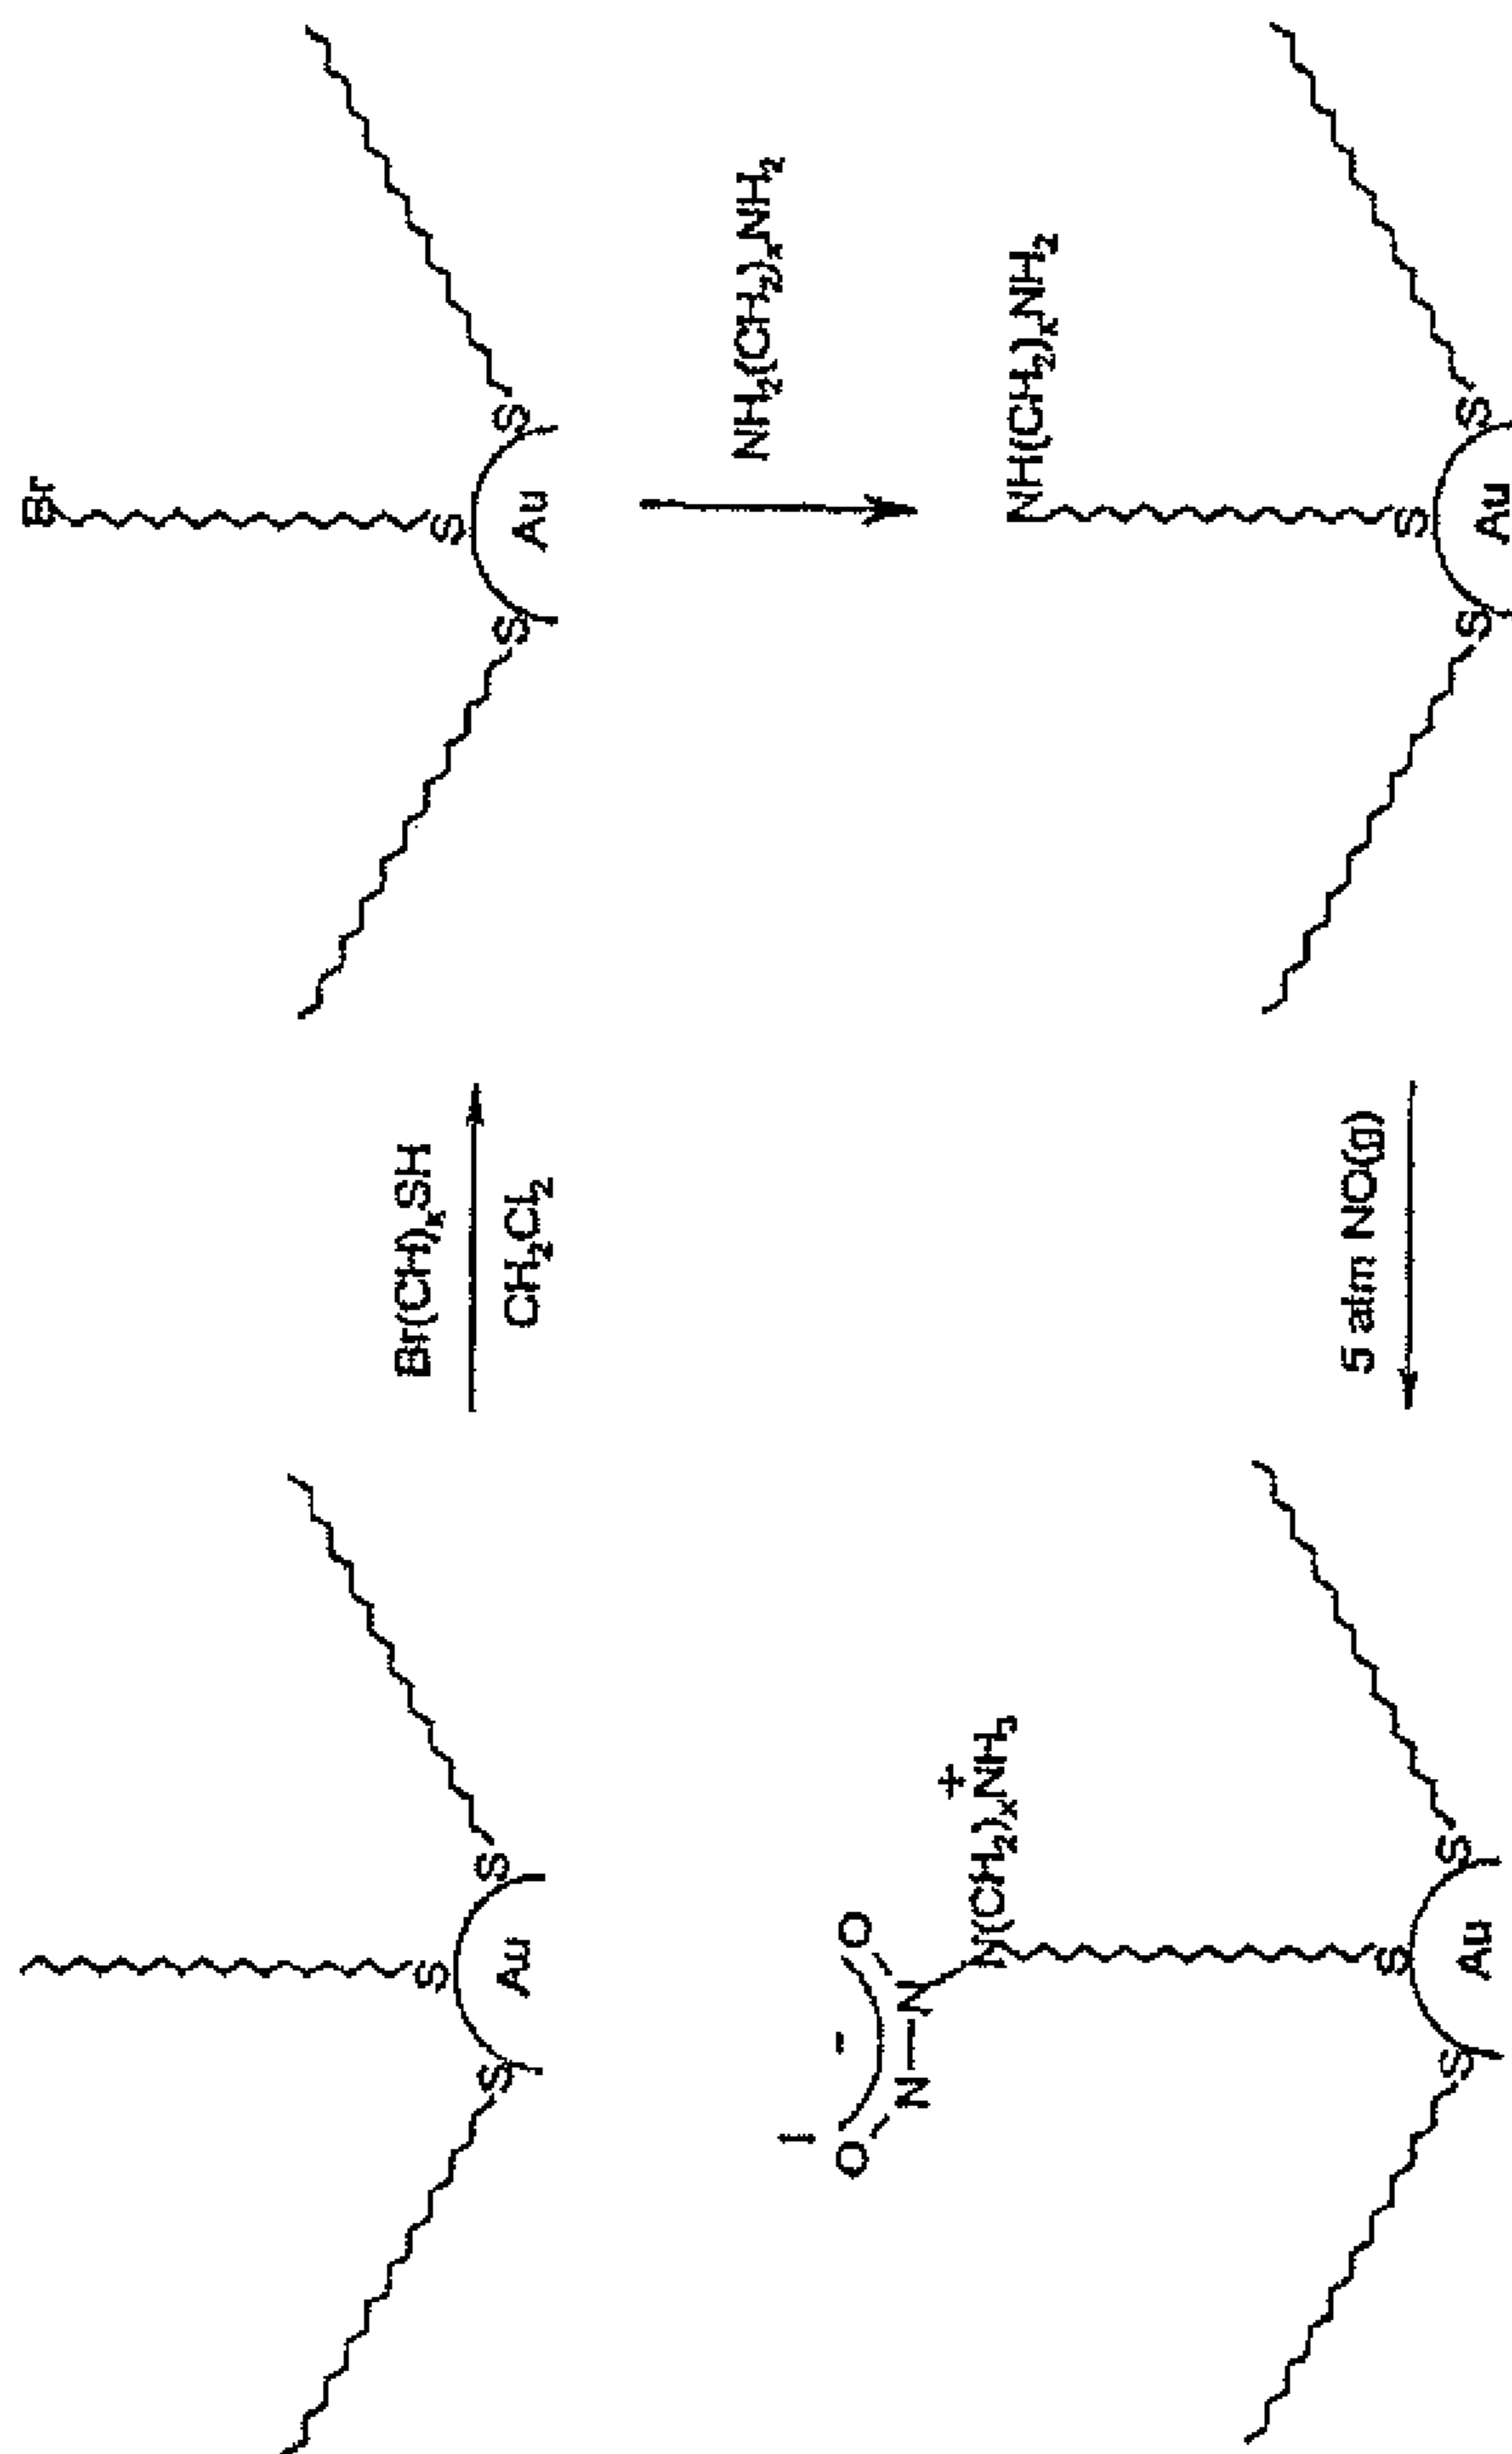 S
S
S
Au
Br(CH)ₓSH
CH₂Cl₂
Br
S
S
S
Au
NH₂(CH₂)ₓNH₂
NH(CH₂)ₓNH₂
S
S
S
Au
5 atm NO(g)
-
O
O
N
N
+
N(CH₂)ₓNH₃
S
S
S
Au